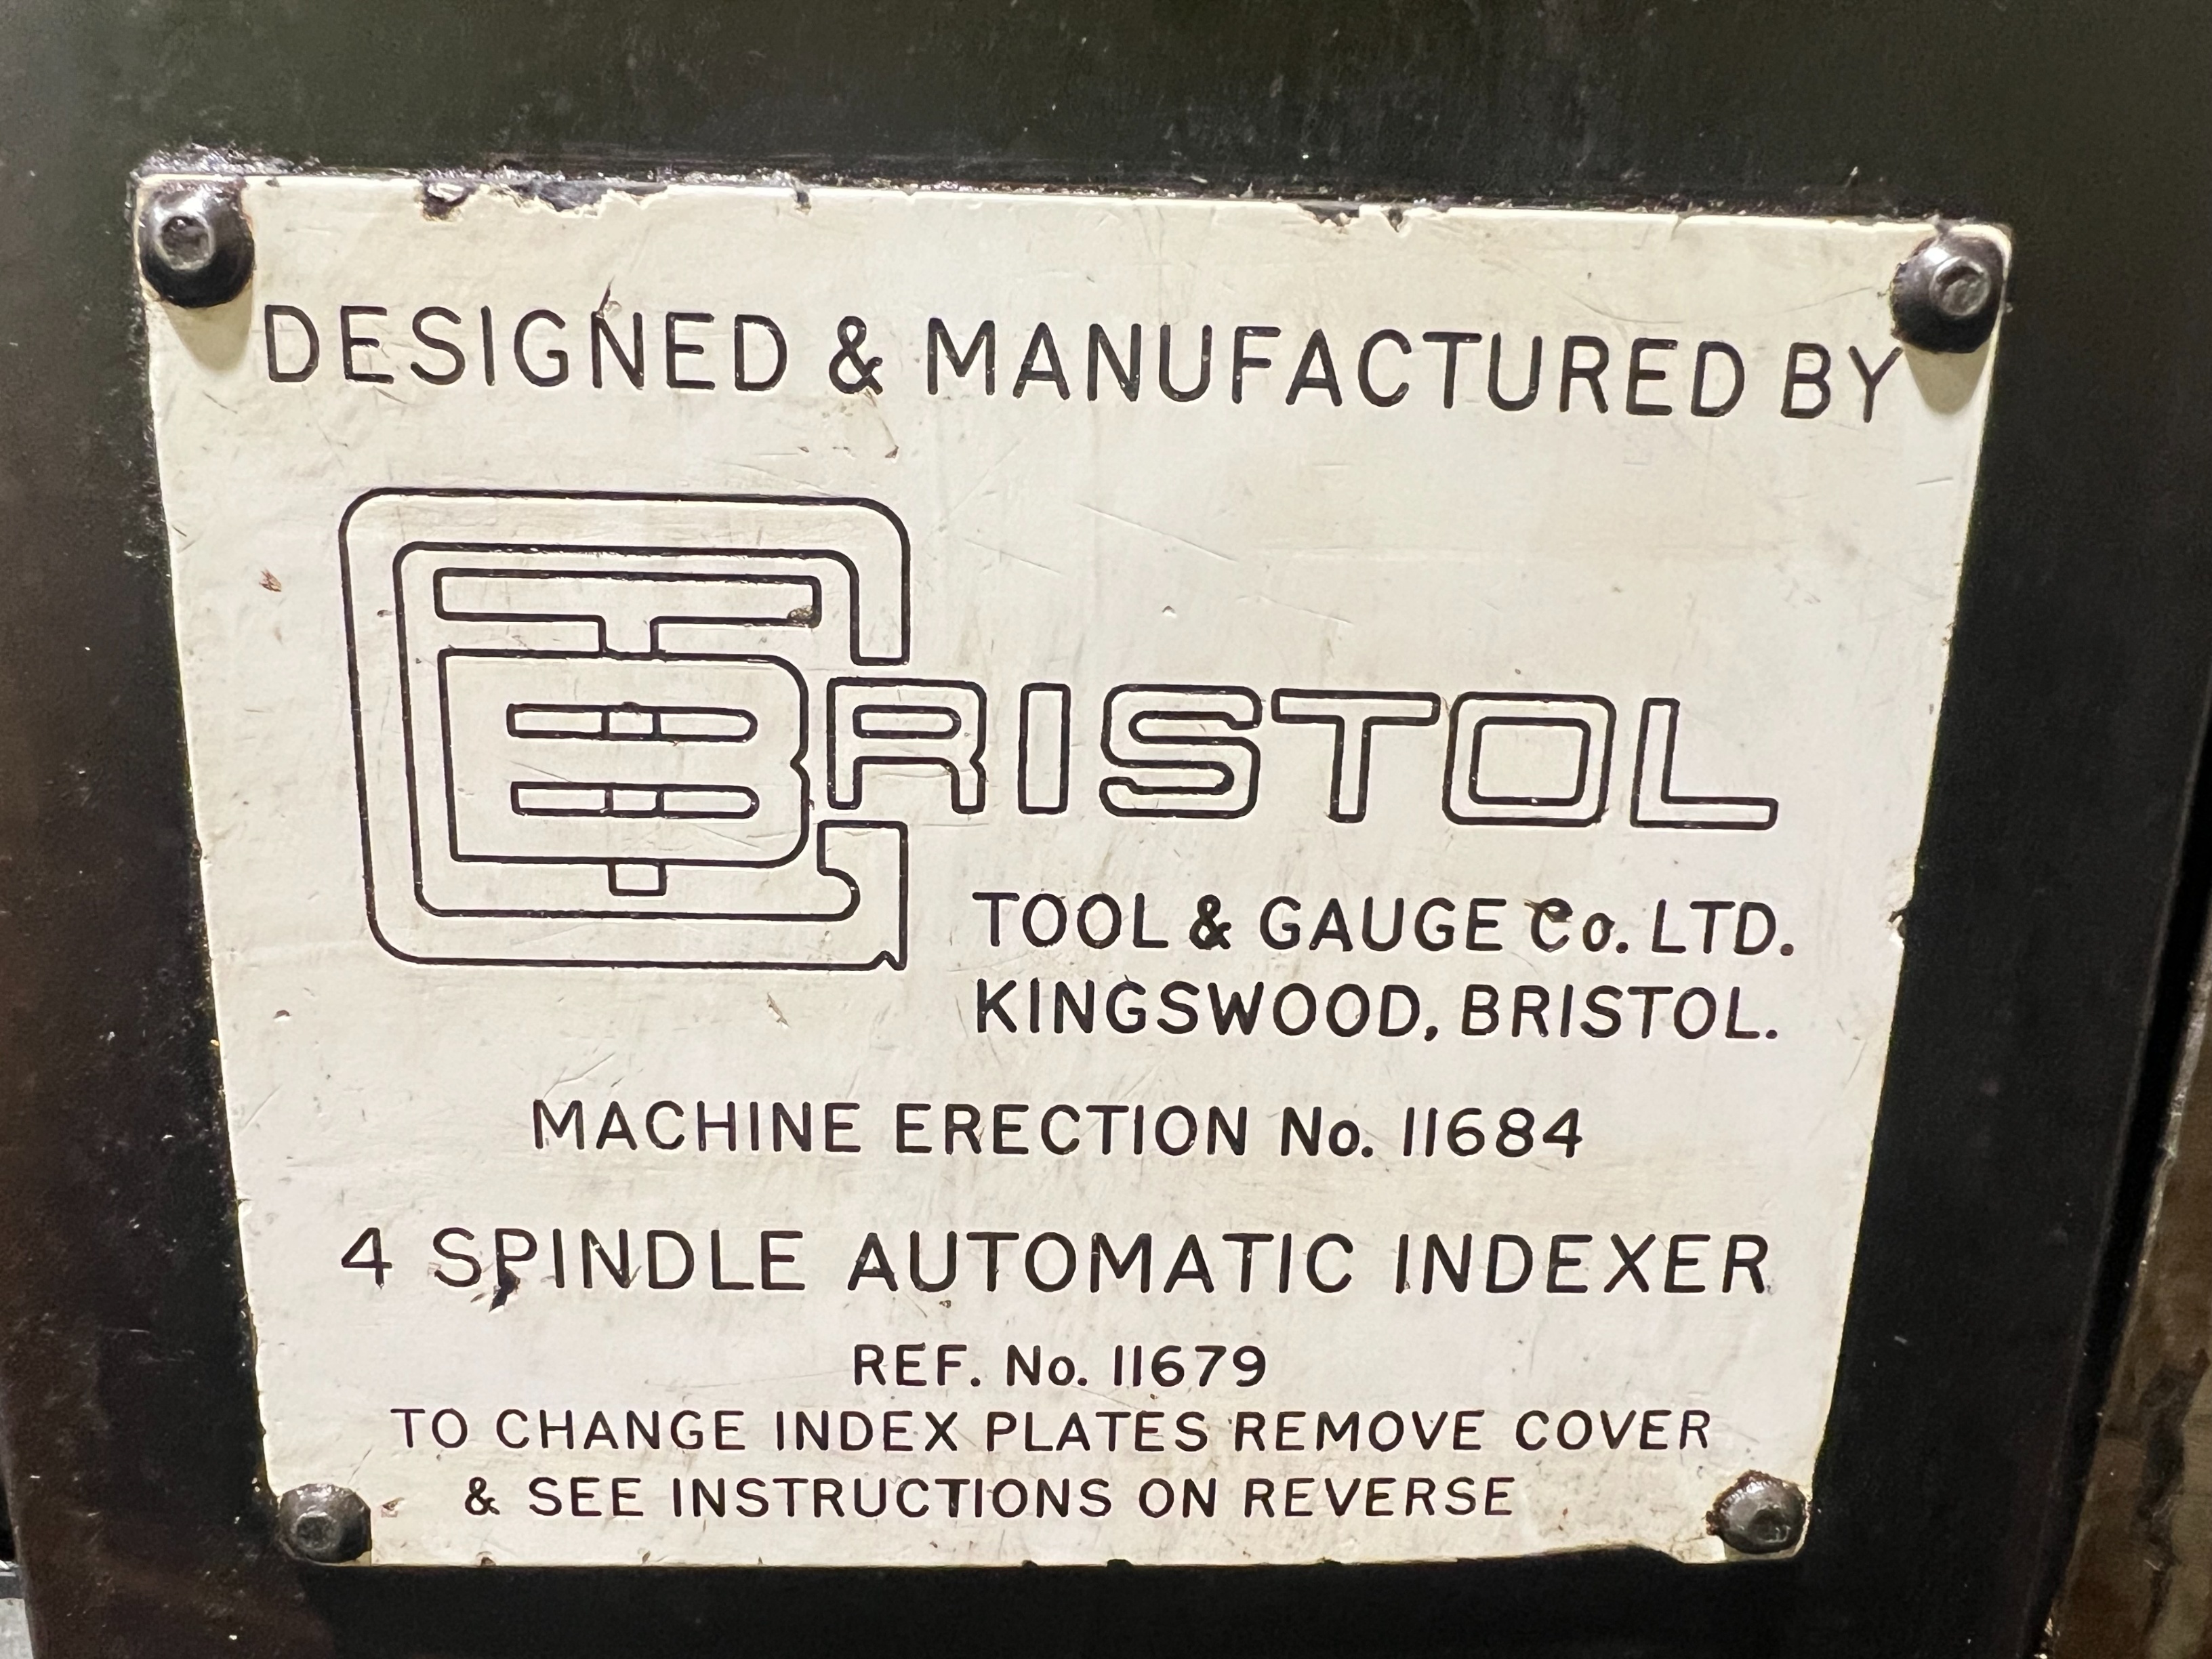 DESIGNED & MANUFACTURED BY
BRISTOL
TOOL & GAUGE Co. LTD.
KINGSWOOD, BRISTOL.
MACHINE ERECTION No. 11684
4 SPINDLE AUTOMATIC INDEXER
REF. No. 11679
TO CHANGE INDEX PLATES REMOVE COVER
& SEE INSTRUCTIONS ON REVERSE